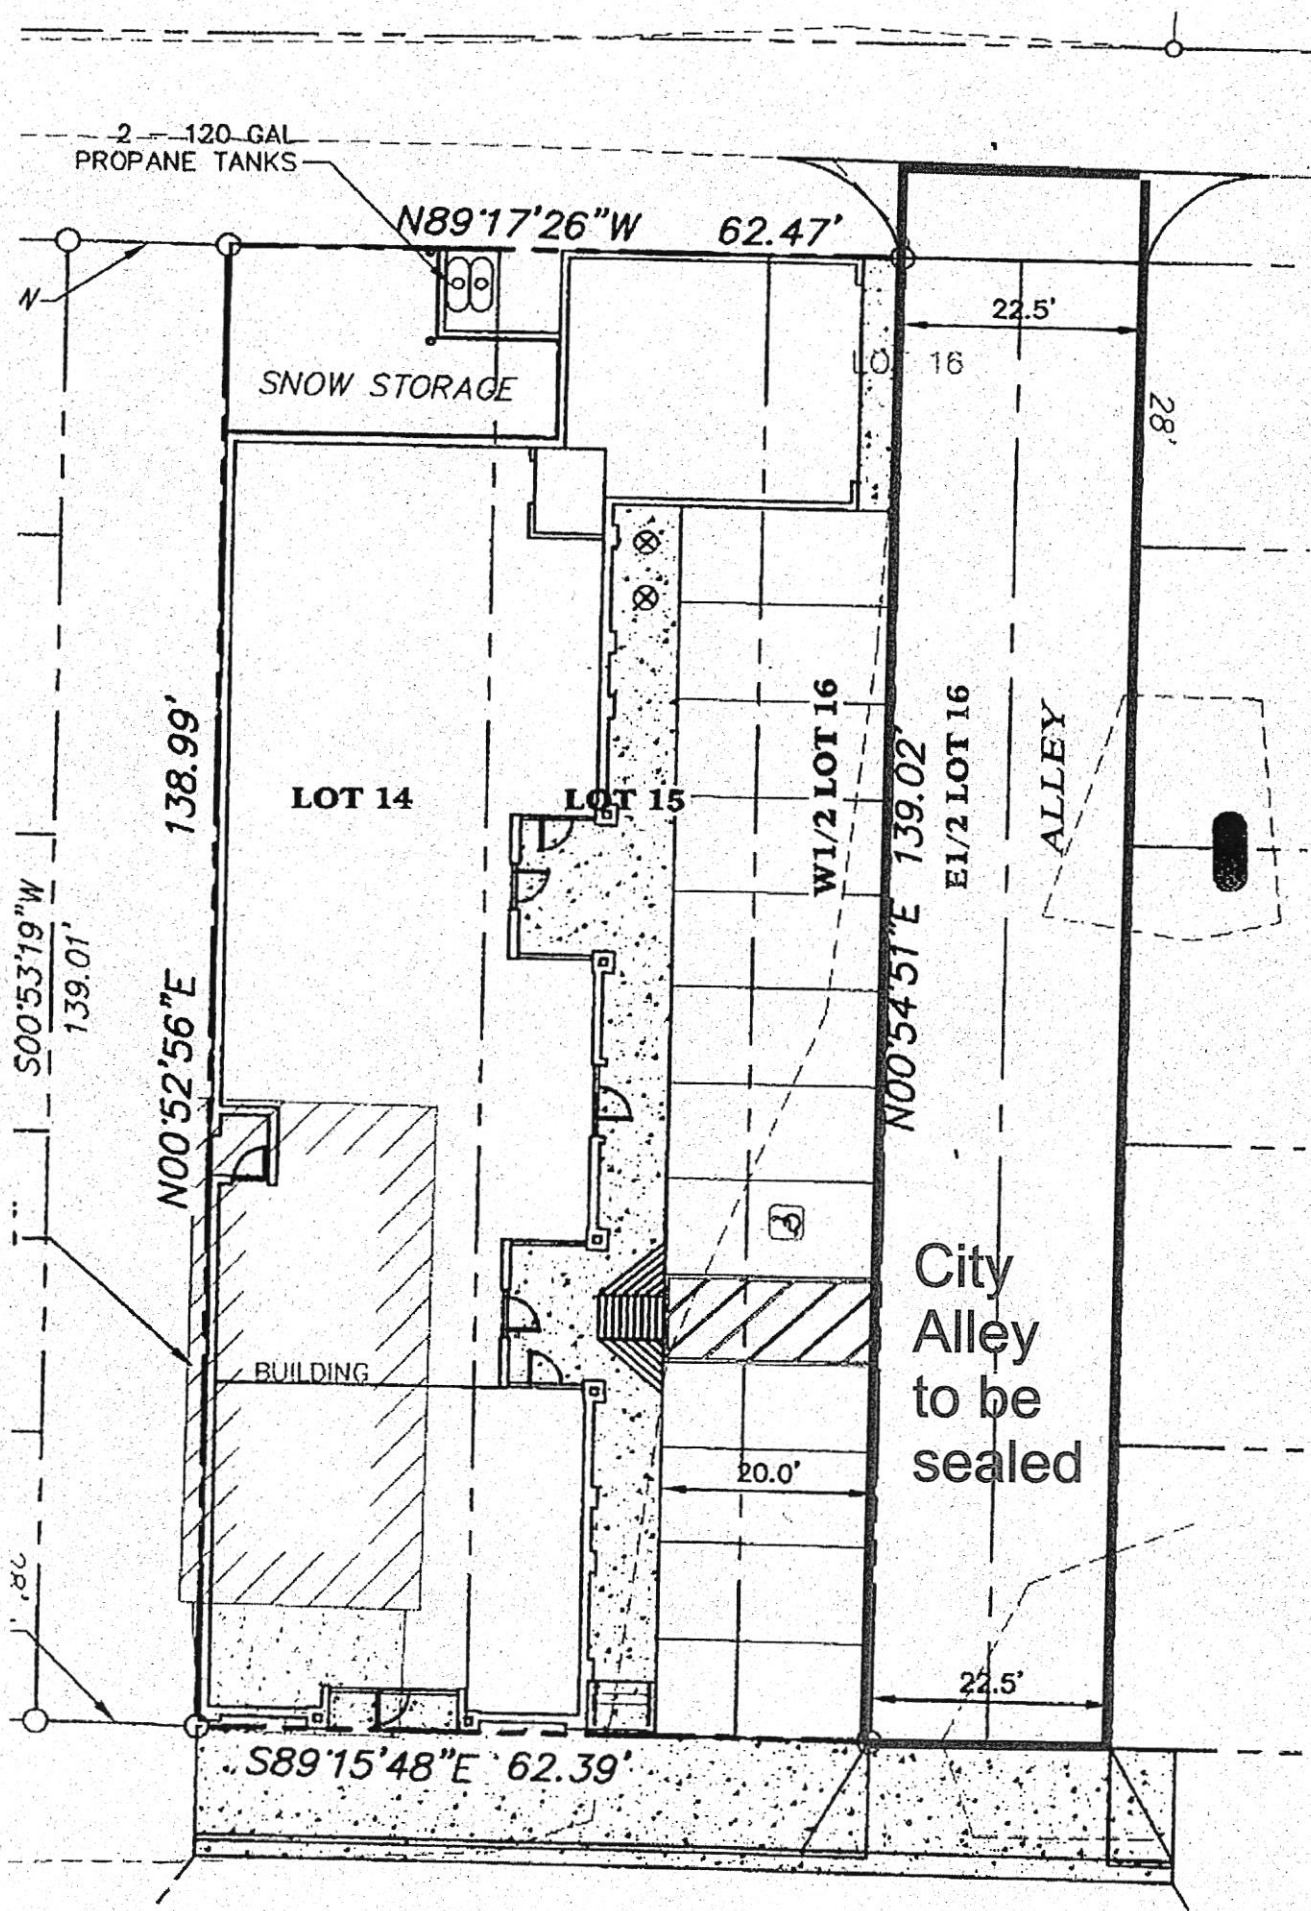 2 - 120 GAL
PROPANE TANKS
N89°17'26"W 62.47'
N
22.5'
LOT 16
SNOW STORAGE
28'
138.99'
LOT 14
LOT 15
W1/2 LOT 16
N00°54'51"E 139.02'
E1/2 LOT 16
ALLEY
S00°53'19"W
139.01'
N00°52'56"E
3
City
Alley
to be
sealed
BUILDING
20.0'
22.5'
S89°15'48"E 62.39'